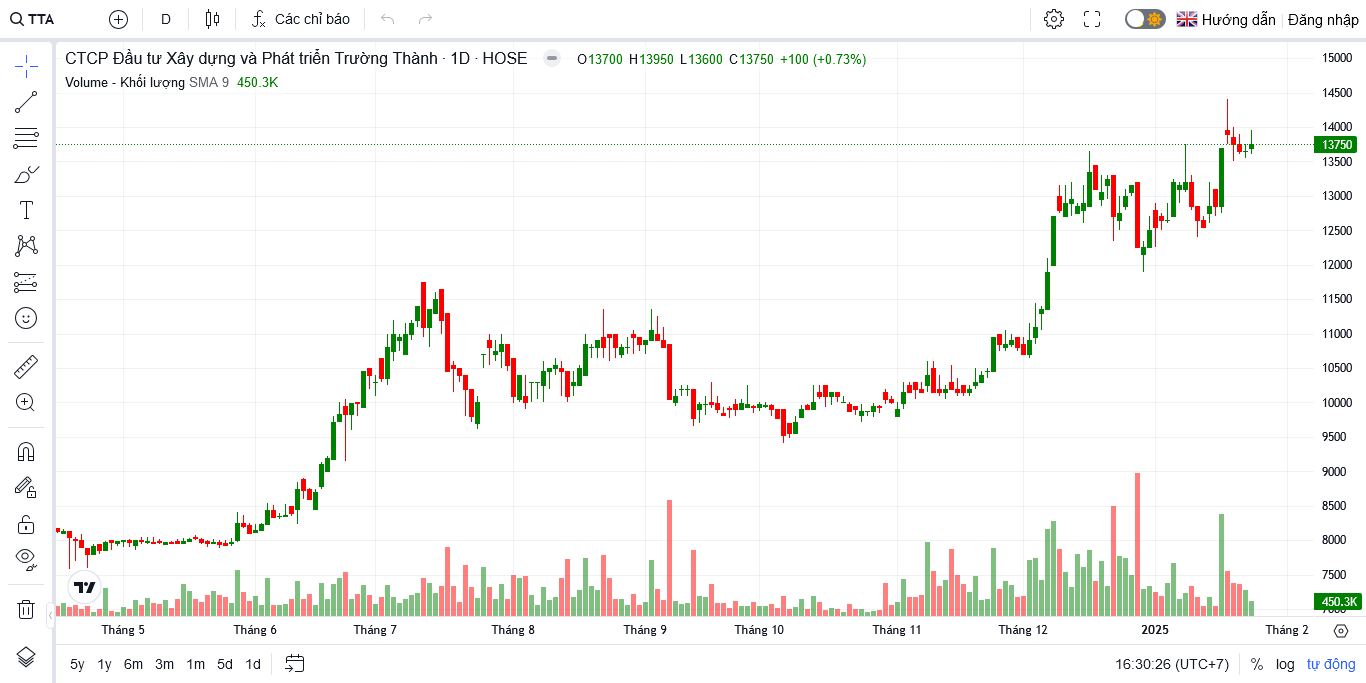 TTA D Các chỉ báo Hướng dẫn Đăng nhập
CTCP Đầu tư Xây dựng và Phát triển Trường Thành · 1D · HOSE O13700 H13950 L13600 C13750 +100 (+0.73%)
Volume - Khối lượng SMA 9 450.3K
15000
14500
14000
13750
13500
13000
12500
12000
11500
11000
10500
10000
9500
9000
8500
8000
7500
450.3K
Tháng 5 Tháng 6 Tháng 7 Tháng 8 Tháng 9 Tháng 10 Tháng 11 Tháng 12 2025 Tháng 2
5y 1y 6m 3m 1m 5d 1d 16:30:26 (UTC+7) % log tự động